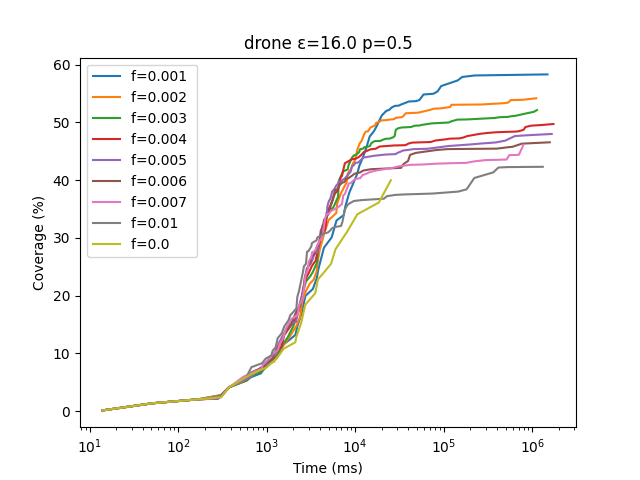 drone ε=16.0 p=0.5
60
50
40
30
20
10
0
Coverage (%)
f=0.001
f=0.002
f=0.003
f=0.004
f=0.005
f=0.006
f=0.007
f=0.01
f=0.0
10¹ 10² 10³ 10⁴ 10⁵ 10⁶
Time (ms)